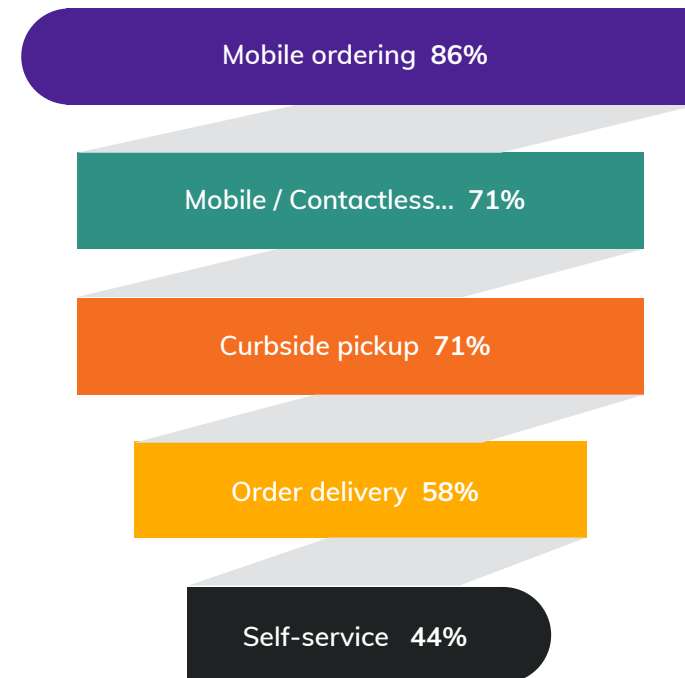 Mobile ordering 86%
Mobile / Contactless... 71%
Curbside pickup 71%
Order delivery 58%
Self-service 44%